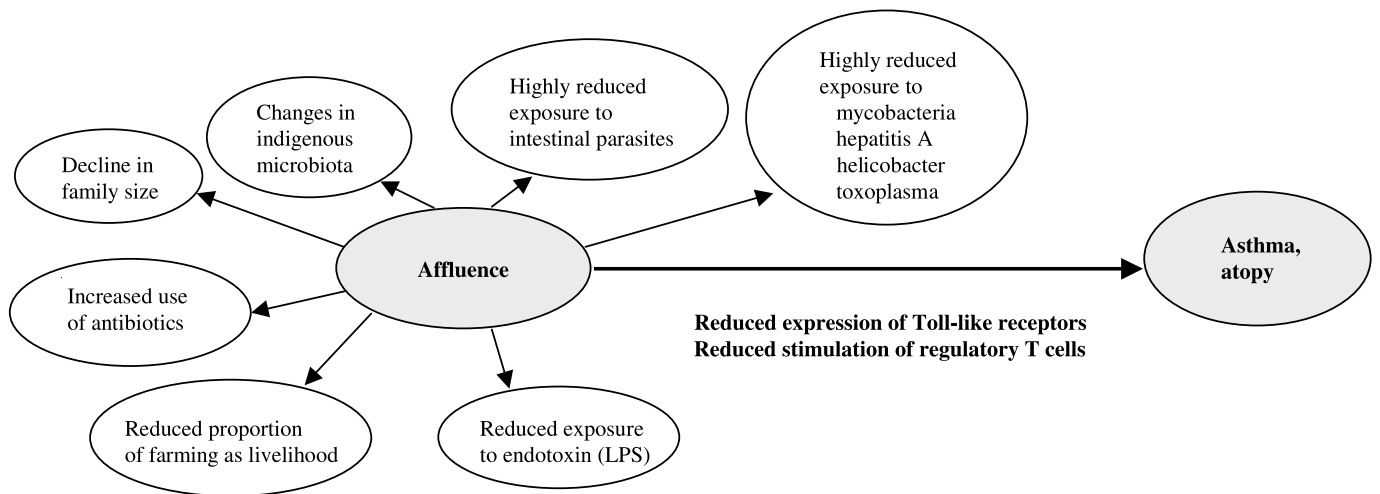 Decline in
family size
Changes in
indigenous
microbiota
Highly reduced
exposure to
intestinal parasites
Highly reduced
exposure to
mycobacteria
hepatitis A
helicobacter
toxoplasma
Affluence
Asthma,
atopy
Increased use
of antibiotics
Reduced expression of Toll-like receptors
Reduced stimulation of regulatory T cells
Reduced proportion
of farming as livelihood
Reduced exposure
to endotoxin (LPS)